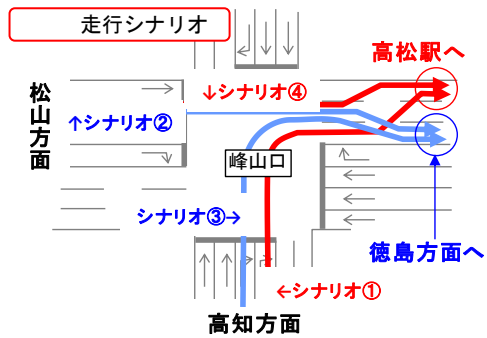 走行シナリオ
高松駅へ
↓シナリオ④
松山方面
↑シナリオ②
峰山口
シナリオ③→
徳島方面へ
←シナリオ①
高知方面